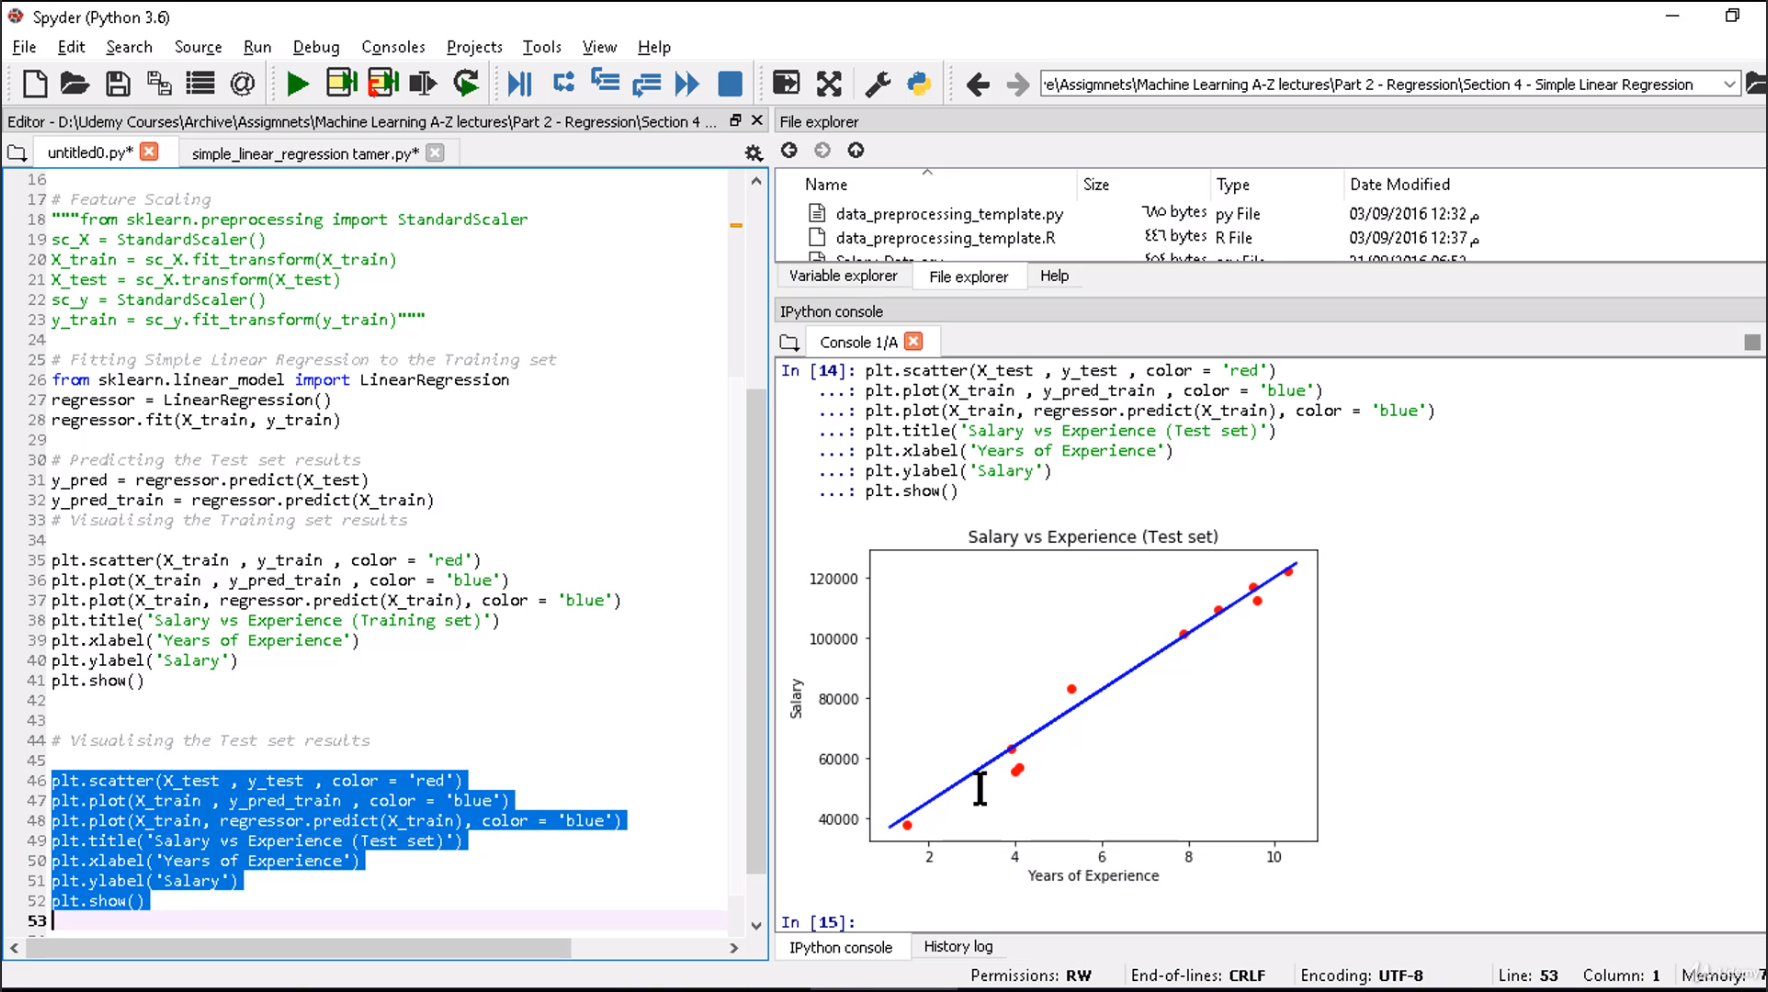 Spyder (Python 3.6)
File Edit Search Source Run Debug Consoles Projects Tools View Help
'e\Assigmnets\Machine Learning A-Z lectures\Part 2 - Regression\Section 4 - Simple Linear Regression
Editor - D:\Udemy Courses\Archive\Assigmnets\Machine Learning A-Z lectures\Part 2 - Regression\Section 4 ...
untitled0.py* simple_linear_regression tamer.py*
16
17 # Feature Scaling
18 """from sklearn.preprocessing import StandardScaler
19 sc_X = StandardScaler()
20 X_train = sc_X.fit_transform(X_train)
21 X_test = sc_X.transform(X_test)
22 sc_y = StandardScaler()
23 y_train = sc_y.fit_transform(y_train)"""
24
25 # Fitting Simple Linear Regression to the Training set
26 from sklearn.linear_model import LinearRegression
27 regressor = LinearRegression()
28 regressor.fit(X_train, y_train)
29
30 # Predicting the Test set results
31 y_pred = regressor.predict(X_test)
32 y_pred_train = regressor.predict(X_train)
33 # Visualising the Training set results
34
35 plt.scatter(X_train , y_train , color = 'red')
36 plt.plot(X_train , y_pred_train , color = 'blue')
37 plt.plot(X_train, regressor.predict(X_train), color = 'blue')
38 plt.title('Salary vs Experience (Training set)')
39 plt.xlabel('Years of Experience')
40 plt.ylabel('Salary')
41 plt.show()
42
43
44 # Visualising the Test set results
45
46 plt.scatter(X_test , y_test , color = 'red')
47 plt.plot(X_train , y_pred_train , color = 'blue')
48 plt.plot(X_train, regressor.predict(X_train), color = 'blue')
49 plt.title('Salary vs Experience (Test set)')
50 plt.xlabel('Years of Experience')
51 plt.ylabel('Salary')
52 plt.show()
53
File explorer
Name Size Type Date Modified
data_preprocessing_template.py ٦٨٥ bytes py File 03/09/2016 12:32 م
data_preprocessing_template.R ٤٤٦ bytes R File 03/09/2016 12:37 م
Variable explorer File explorer Help
IPython console
Console 1/A
In [14]: plt.scatter(X_test , y_test , color = 'red')
...: plt.plot(X_train , y_pred_train , color = 'blue')
...: plt.plot(X_train, regressor.predict(X_train), color = 'blue')
...: plt.title('Salary vs Experience (Test set)')
...: plt.xlabel('Years of Experience')
...: plt.ylabel('Salary')
...: plt.show()
Salary vs Experience (Test set)
120000
100000
80000
60000
40000
Salary
2 4 6 8 10
Years of Experience
In [15]:
IPython console History log
Permissions: RW End-of-lines: CRLF Encoding: UTF-8 Line: 53 Column: 1 Memory: